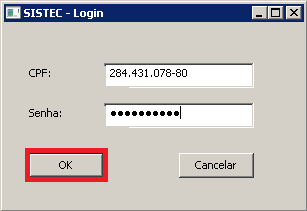 SISTEC - Login
CPF: 284.431.078-80
Senha: ●●●●●●●●●●
OK Cancelar